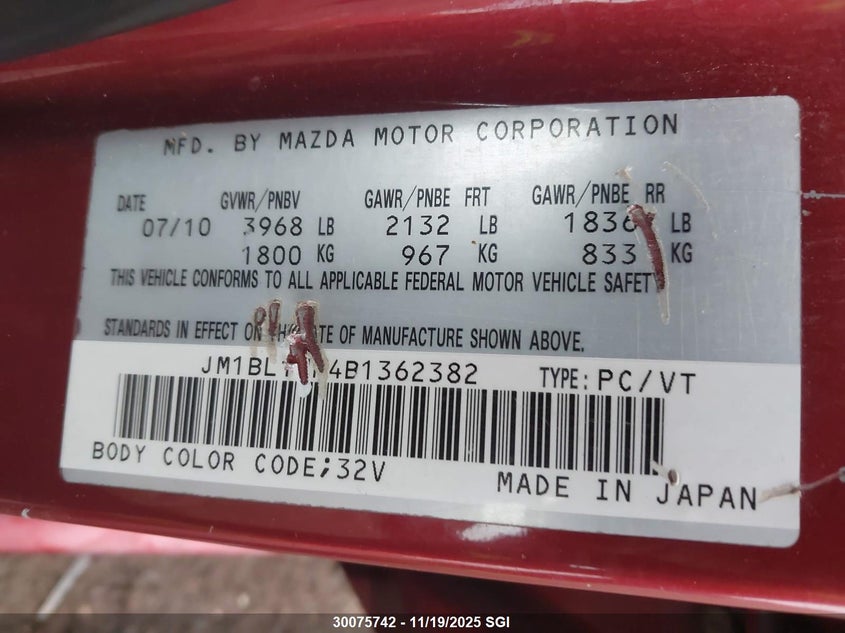 MFD. BY MAZDA MOTOR CORPORATION
DATE GVWR/PNBV GAWR/PNBE FRT GAWR/PNBE RR
07/10 3968 LB 2132 LB 1836 LB
1800 KG 967 KG 833 KG
THIS VEHICLE CONFORMS TO ALL APPLICABLE FEDERAL MOTOR VEHICLE SAFETY
STANDARDS IN EFFECT ON OF MANUFACTURE SHOWN ABOVE.
TYPE: PC/VT
BODY COLOR CODE;32V
MADE IN JAPAN
30075742 - 11/19/2025 SGI